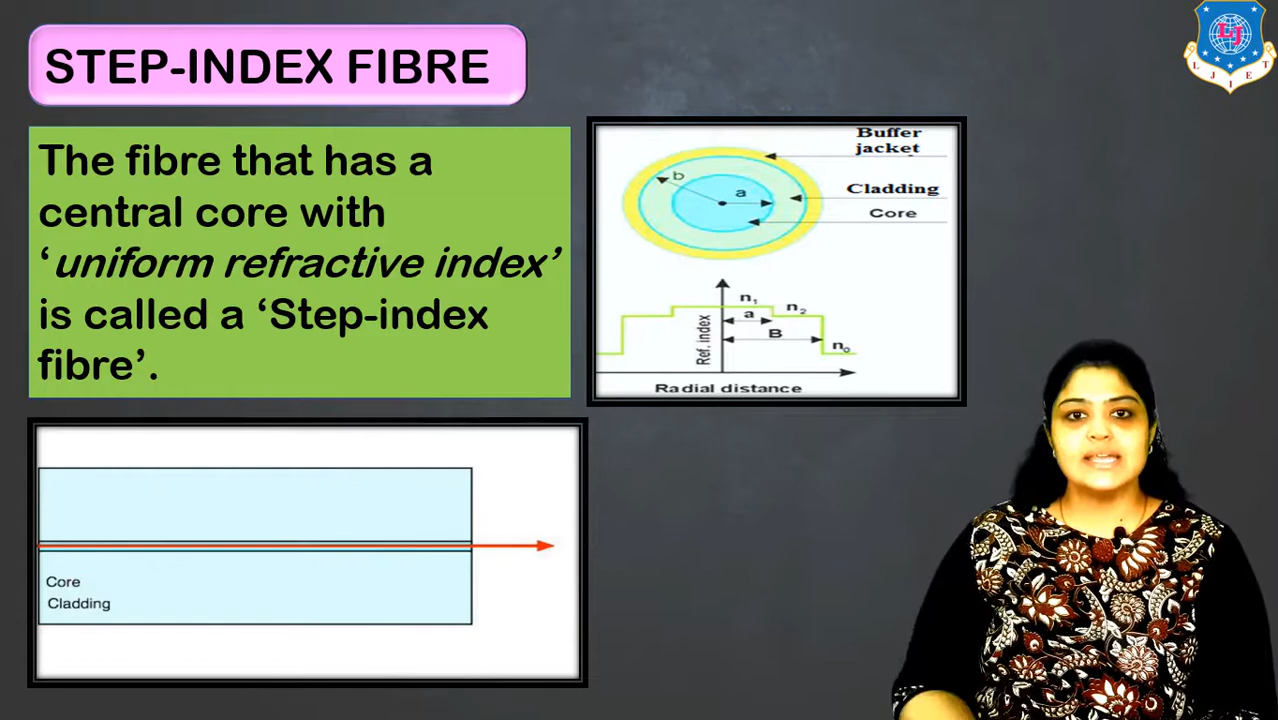 STEP-INDEX FIBRE
The fibre that has a
central core with
‘uniform refractive index’
is called a ‘Step-index
fibre’.
Buffer
jacket
b
a
Cladding
Core
n₁
n₂
a
B
n₀
Ref. index
Radial distance
Core
Cladding
LJ
L J I E T